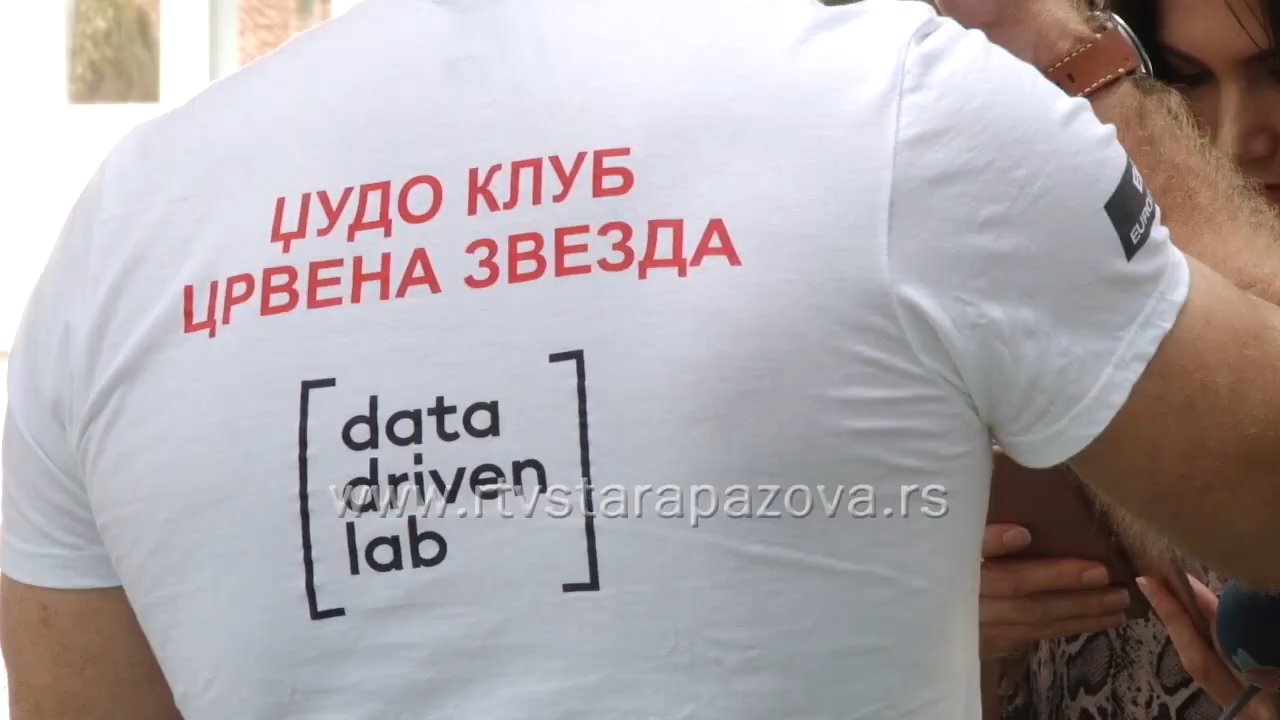 ЏУДО КЛУБ
ЦРВЕНА ЗВЕЗДА
data
driven
lab
www.rtvstarapazova.rs